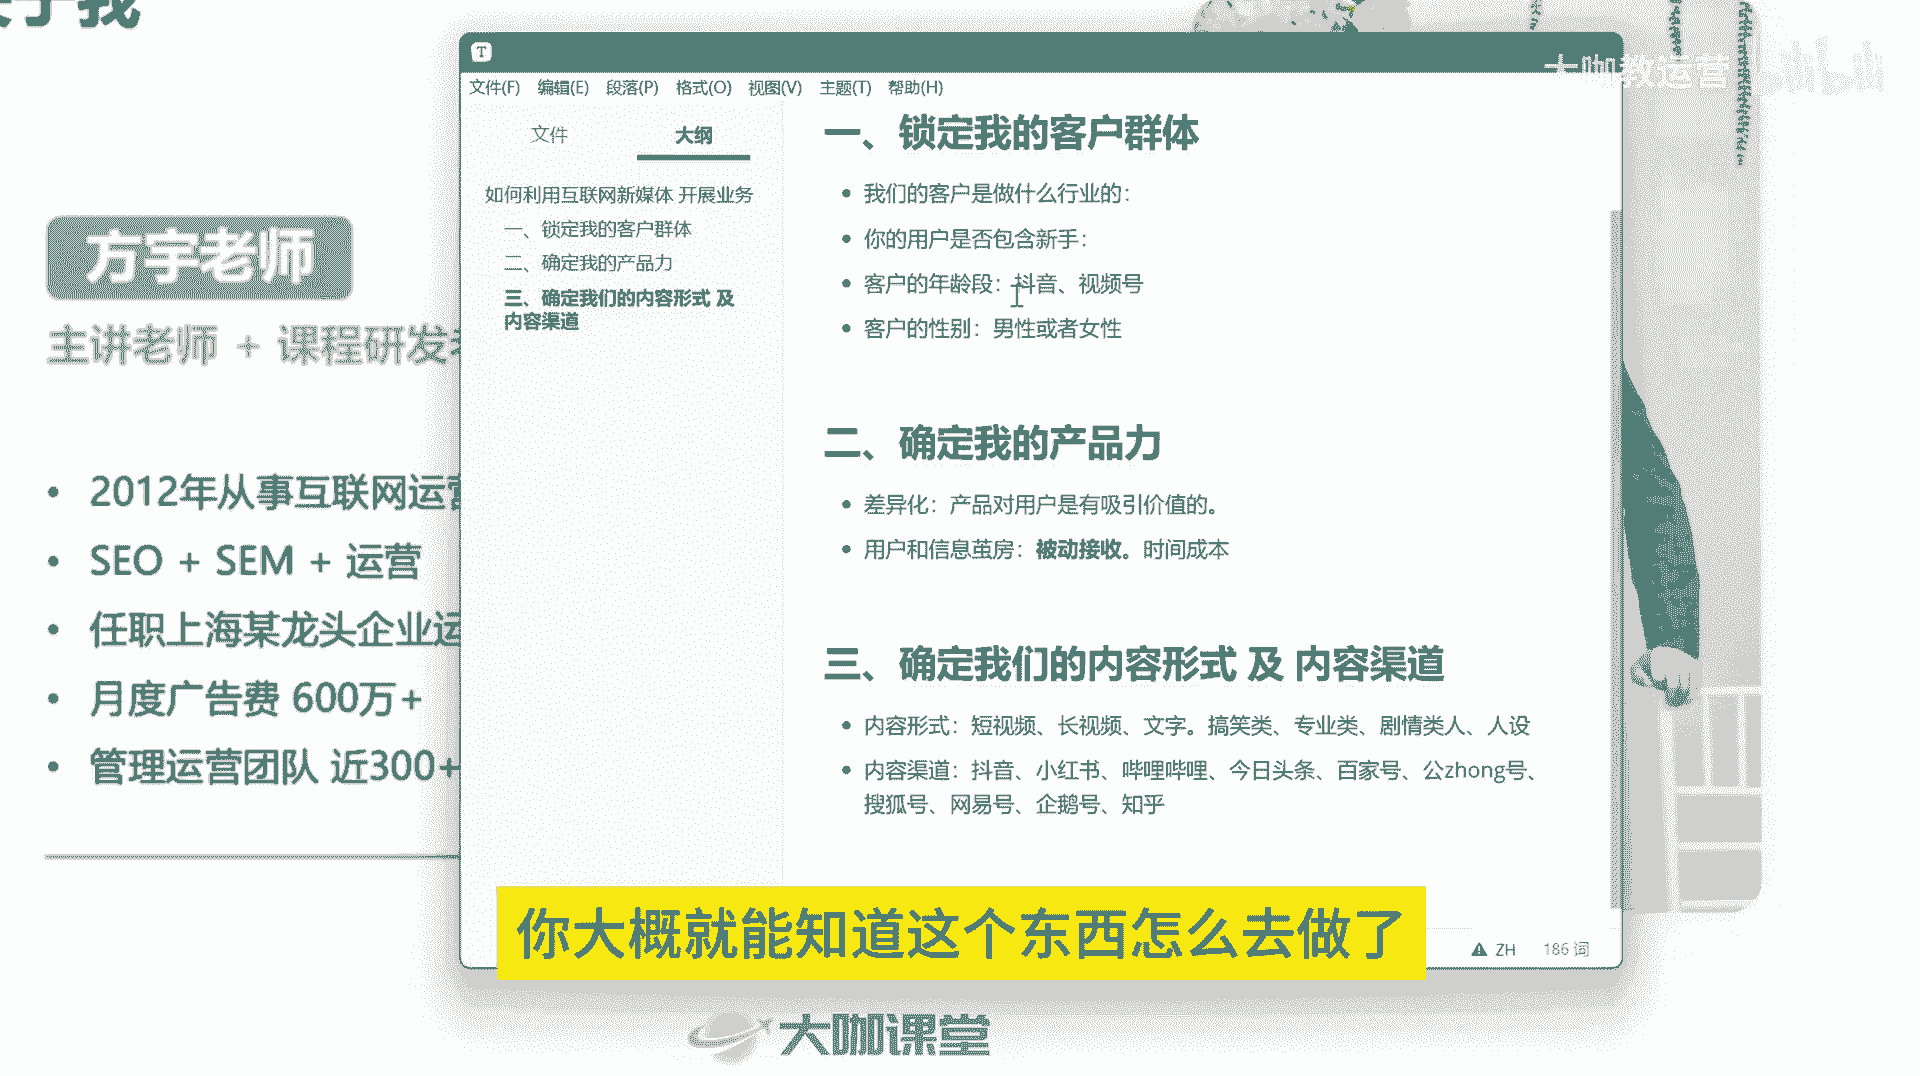 于我
大咖教运营
文件(F) 编辑(E) 段落(P) 格式(O) 视图(V) 主题(T) 帮助(H)
文件 大纲
如何利用互联网新媒体 开展业务
一、锁定我的客户群体
二、确定我的产品力
三、确定我们的内容形式 及
内容渠道
方宇老师
主讲老师 + 课程研发
2012年从事互联网运营
SEO + SEM + 运营
任职上海某龙头企业运
月度广告费 600万+
管理运营团队 近300+
一、锁定我的客户群体
我们的客户是做什么行业的：
你的用户是否包含新手：
客户的年龄段：抖音、视频号
客户的性别：男性或者女性
二、确定我的产品力
差异化：产品对用户是有吸引价值的。
用户和信息茧房：被动接收。时间成本
三、确定我们的内容形式 及 内容渠道
内容形式：短视频、长视频、文字。搞笑类、专业类、剧情类人、人设
内容渠道：抖音、小红书、哔哩哔哩、今日头条、百家号、公zhong号、
搜狐号、网易号、企鹅号、知乎
ZH 186 词
你大概就能知道这个东西怎么去做了
大咖课堂